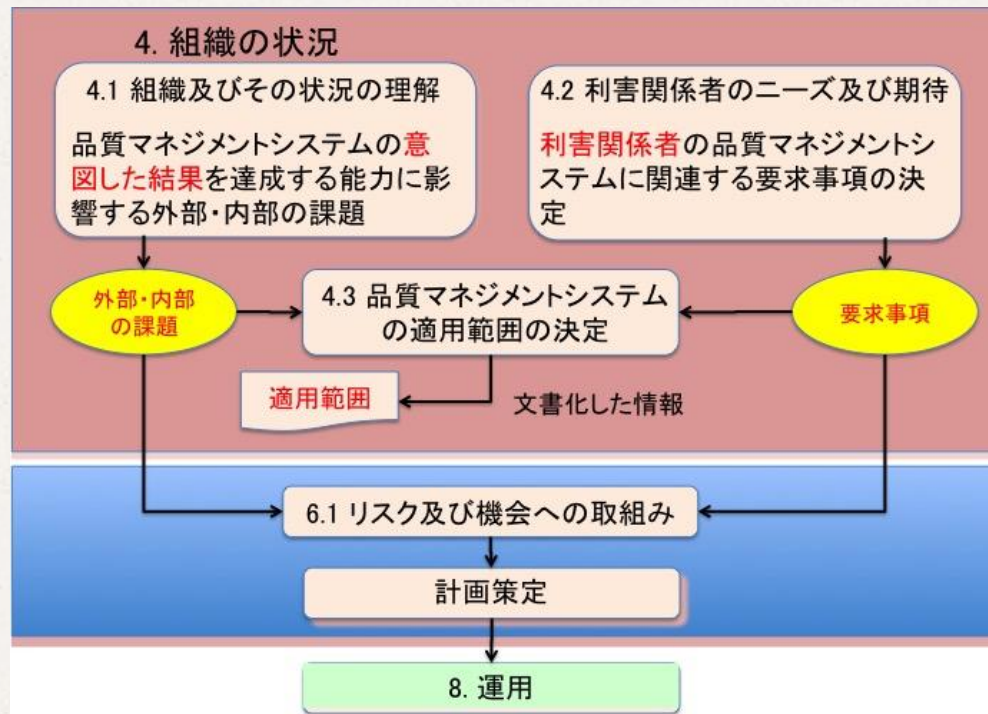 4. 組織の状況
4.1 組織及びその状況の理解
品質マネジメントシステムの意
図した結果を達成する能力に影
響する外部・内部の課題
4.2 利害関係者のニーズ及び期待
利害関係者の品質マネジメントシ
ステムに関連する要求事項の決
定
外部・内部
の課題
4.3 品質マネジメントシステム
の適用範囲の決定
要求事項
適用範囲
文書化した情報
6.1 リスク及び機会への取組み
計画策定
8. 運用